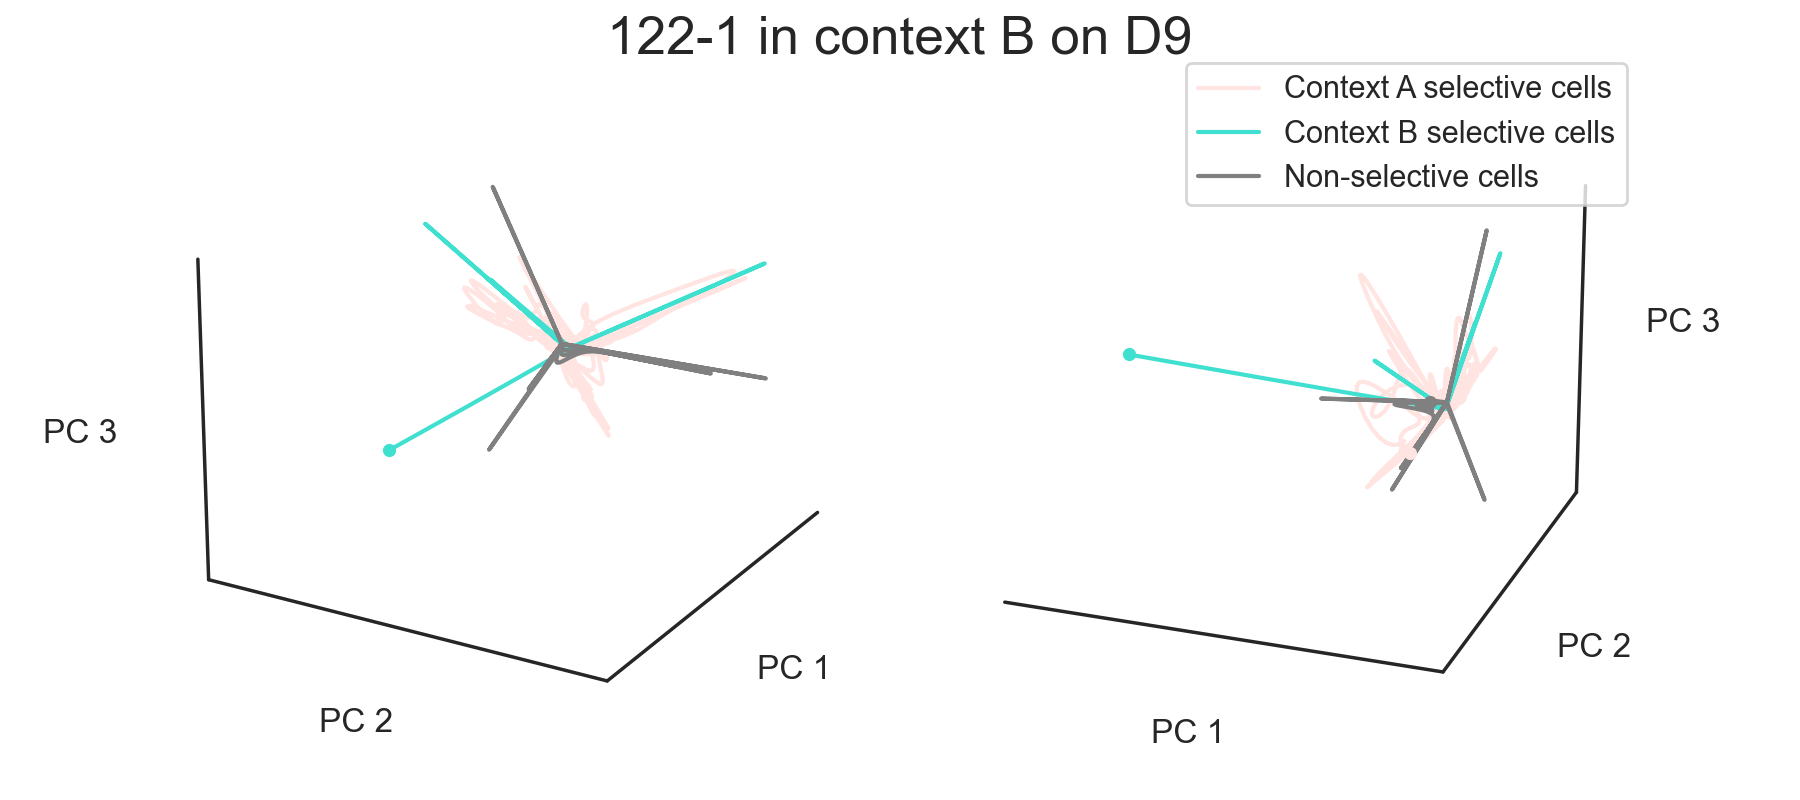 122-1 in context B on D9
Context A selective cells
Context B selective cells
Non-selective cells
PC 3
PC 2
PC 1
PC 3
PC 2
PC 1